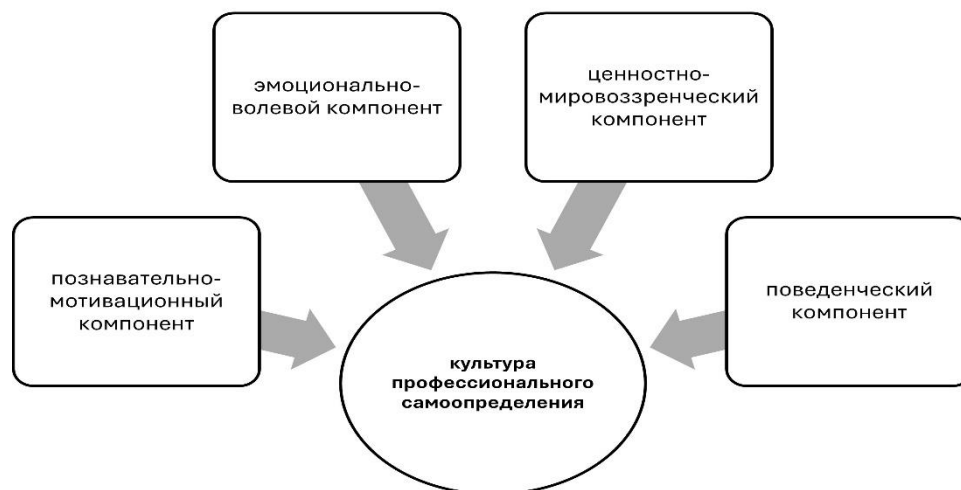 эмоционально-
волевой компонент
ценностно-
мировоззренческий
компонент
познавательно-
мотивационный
компонент
поведенческий
компонент
культура
профессионального
самоопределения